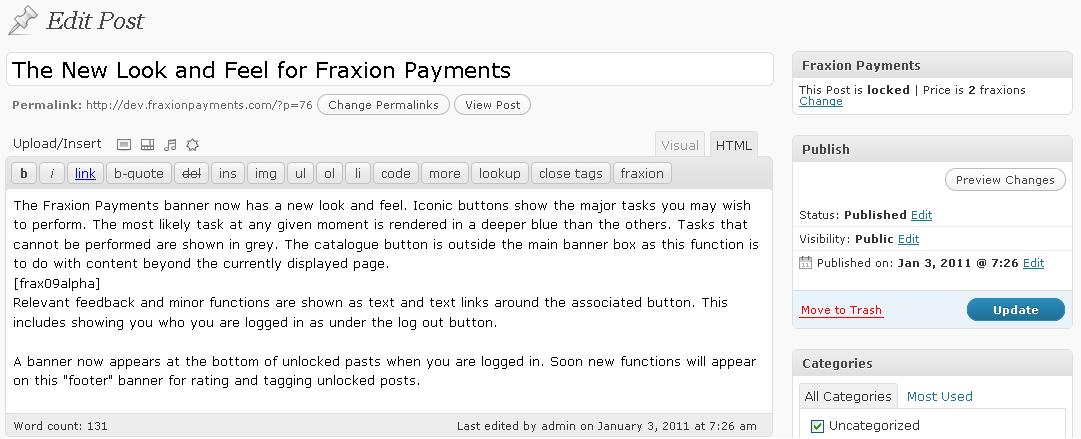 Edit Post
The New Look and Feel for Fraxion Payments
Permalink: http://dev.fraxionpayments.com/?p=76 Change Permalinks View Post
Upload/Insert Visual HTML
b i link b-quote del ins img ul ol li code more lookup close tags fraxion
The Fraxion Payments banner now has a new look and feel. Iconic buttons show the major tasks you may wish
to perform. The most likely task at any given moment is rendered in a deeper blue than the others. Tasks that
cannot be performed are shown in grey. The catalogue button is outside the main banner box as this function is
to do with content beyond the currently displayed page.
[frax09alpha]
Relevant feedback and minor functions are shown as text and text links around the associated button. This
includes showing you who you are logged in as under the log out button.
A banner now appears at the bottom of unlocked pasts when you are logged in. Soon new functions will appear
on this "footer" banner for rating and tagging unlocked posts.
Word count: 131 Last edited by admin on January 3, 2011 at 7:26 am
Fraxion Payments
This Post is locked | Price is 2 fraxions
Change
Publish
Preview Changes
Status: Published Edit
Visibility: Public Edit
Published on: Jan 3, 2011 @ 7:26 Edit
Move to Trash Update
Categories
All Categories Most Used
Uncategorized